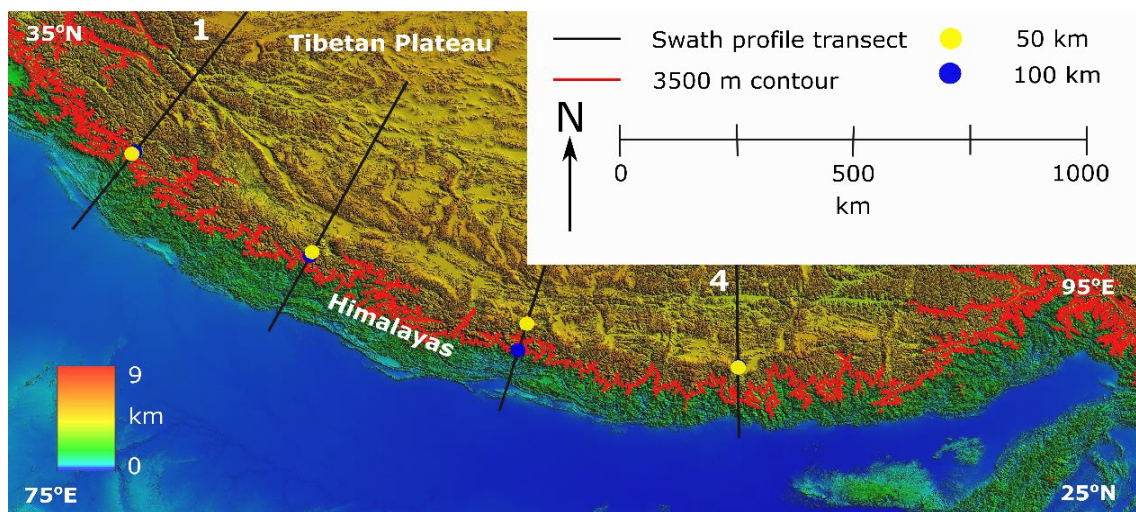 35°N
1
Tibetan Plateau
Swath profile transect
50 km
3500 m contour
100 km
N
0
500
1000
km
4
95°E
Himalayas
9
km
0
75°E
25°N